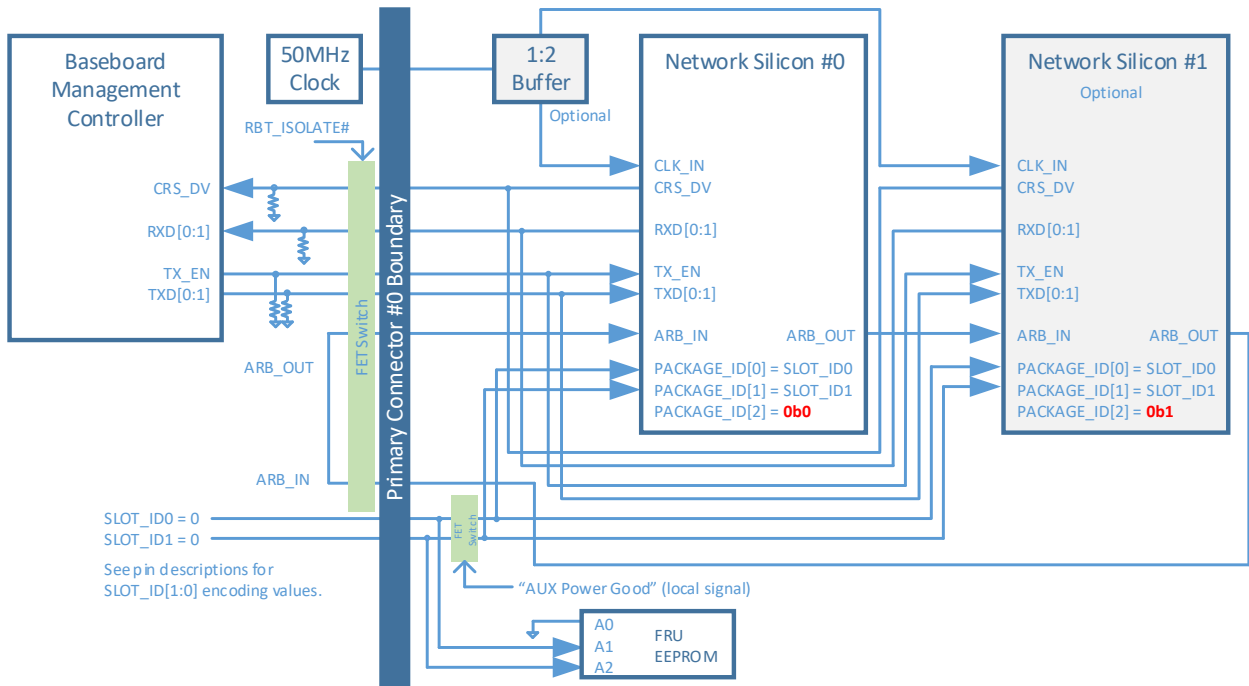 Baseboard
Management
Controller
CRS_DV
RXD[0:1]
TX_EN
TXD[0:1]
50MHz
Clock
RBT_ISOLATE#
FET Switch
ARB_OUT
ARB_IN
Primary Connector #0 Boundary
1:2
Buffer
Optional
Network Silicon #0
CLK_IN
CRS_DV
RXD[0:1]
TX_EN
TXD[0:1]
ARB_IN
ARB_OUT
PACKAGE_ID[0] = SLOT_ID0
PACKAGE_ID[1] = SLOT_ID1
PACKAGE_ID[2] = 0b0
Network Silicon #1
Optional
CLK_IN
CRS_DV
RXD[0:1]
TX_EN
TXD[0:1]
ARB_IN
ARB_OUT
PACKAGE_ID[0] = SLOT_ID0
PACKAGE_ID[1] = SLOT_ID1
PACKAGE_ID[2] = 0b1
SLOT_ID0 = 0
SLOT_ID1 = 0
See pin descriptions for
SLOT_ID[1:0] encoding values.
FET
Switch
“AUX Power Good” (local signal)
A0
A1
A2
FRU
EEPROM